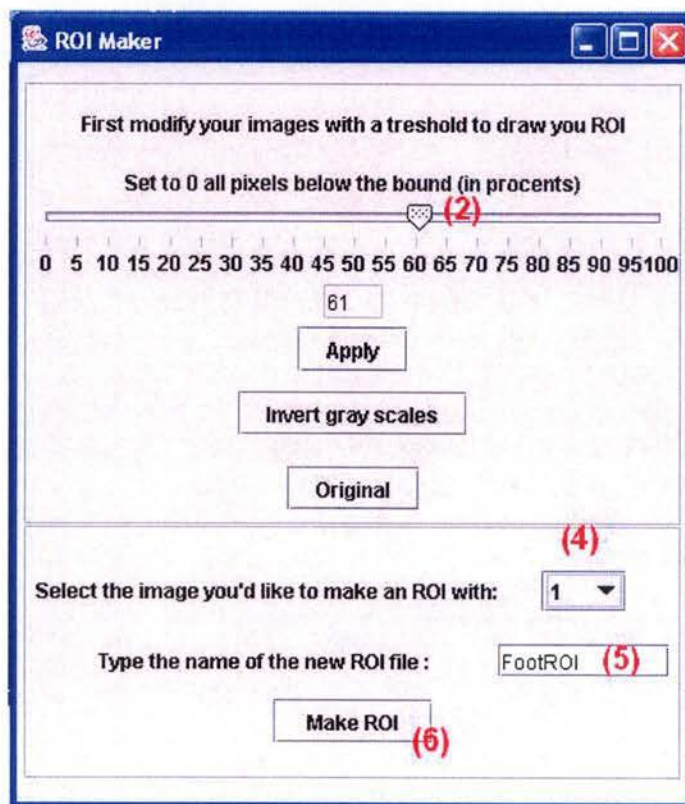 ROI Maker
First modify your images with a treshold to draw you ROI
Set to 0 all pixels below the bound (in procents)
(2)
0 5 10 15 20 25 30 35 40 45 50 55 60 65 70 75 80 85 90 95 100
61
Apply
Invert gray scales
Original
(4)
Select the image you'd like to make an ROI with: 1
Type the name of the new ROI file : FootROI (5)
Make ROI
(6)